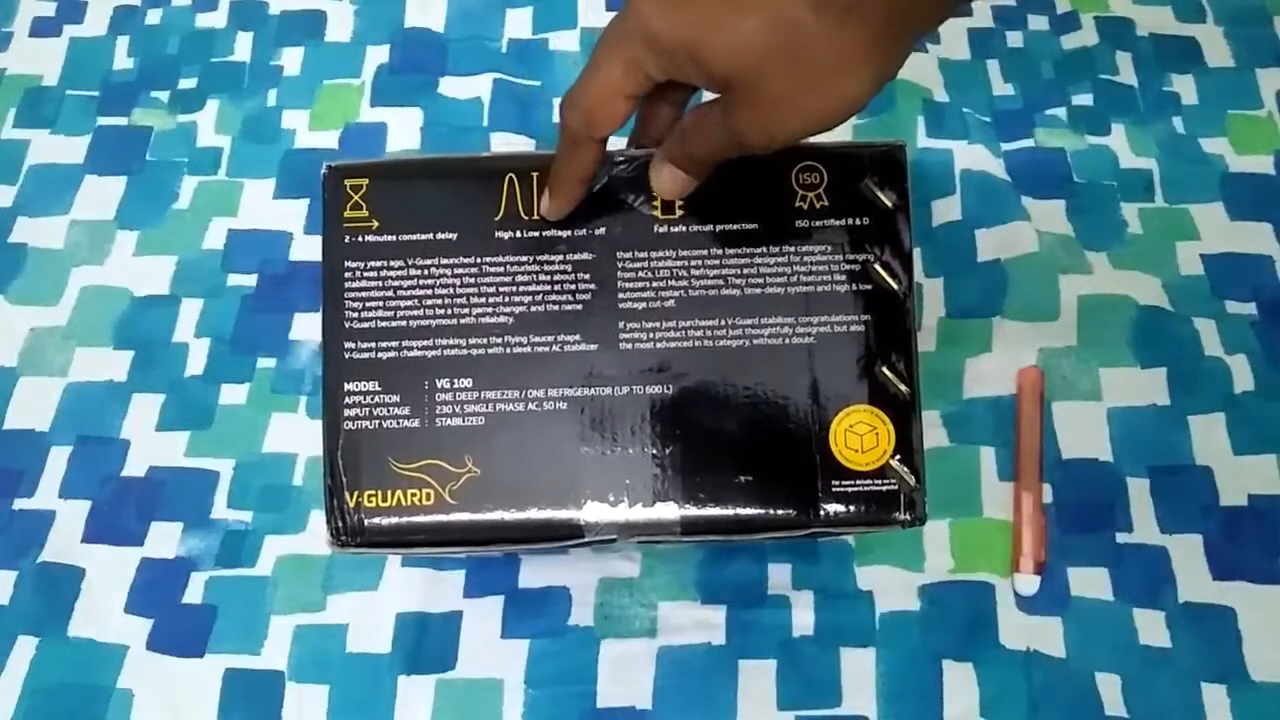 ISO
2 - 4 Minutes constant delay
High & Low voltage cut - off
Fail safe circuit protection
ISO certified R & D
Many years ago, V-Guard launched a revolutionary voltage stabiliz-
er. It was shaped like a flying saucer. These futuristic-looking
stabilizers changed everything the customer didn't like about the
conventional, mundane black boxes that were available at the time.
They were compact, came in red, blue and a range of colours, too!
The stabilizer proved to be a true game-changer, and the name
V-Guard became synonymous with reliability.
We have never stopped thinking since the Flying Saucer shape.
V-Guard again challenged status-quo with a sleek new AC stabilizer
that has quickly become the benchmark for the category.
V-Guard stabilizers are now custom-designed for appliances ranging
from ACs, LED TVs, Refrigerators and Washing Machines to Deep
Freezers and Music Systems. They now boast of features like
automatic restart, turn-on delay, time-delay system and high & low
voltage cut-off.
If you have just purchased a V-Guard stabilizer, congratulations on
owning a product that is not just thoughtfully designed, but also
the most advanced in its category, without a doubt.
MODEL : VG 100
APPLICATION : ONE DEEP FREEZER / ONE REFRIGERATOR (UP TO 600 L)
INPUT VOLTAGE : 230 V, SINGLE PHASE AC, 50 Hz
OUTPUT VOLTAGE : STABILIZED
V-GUARD
For more details log on to